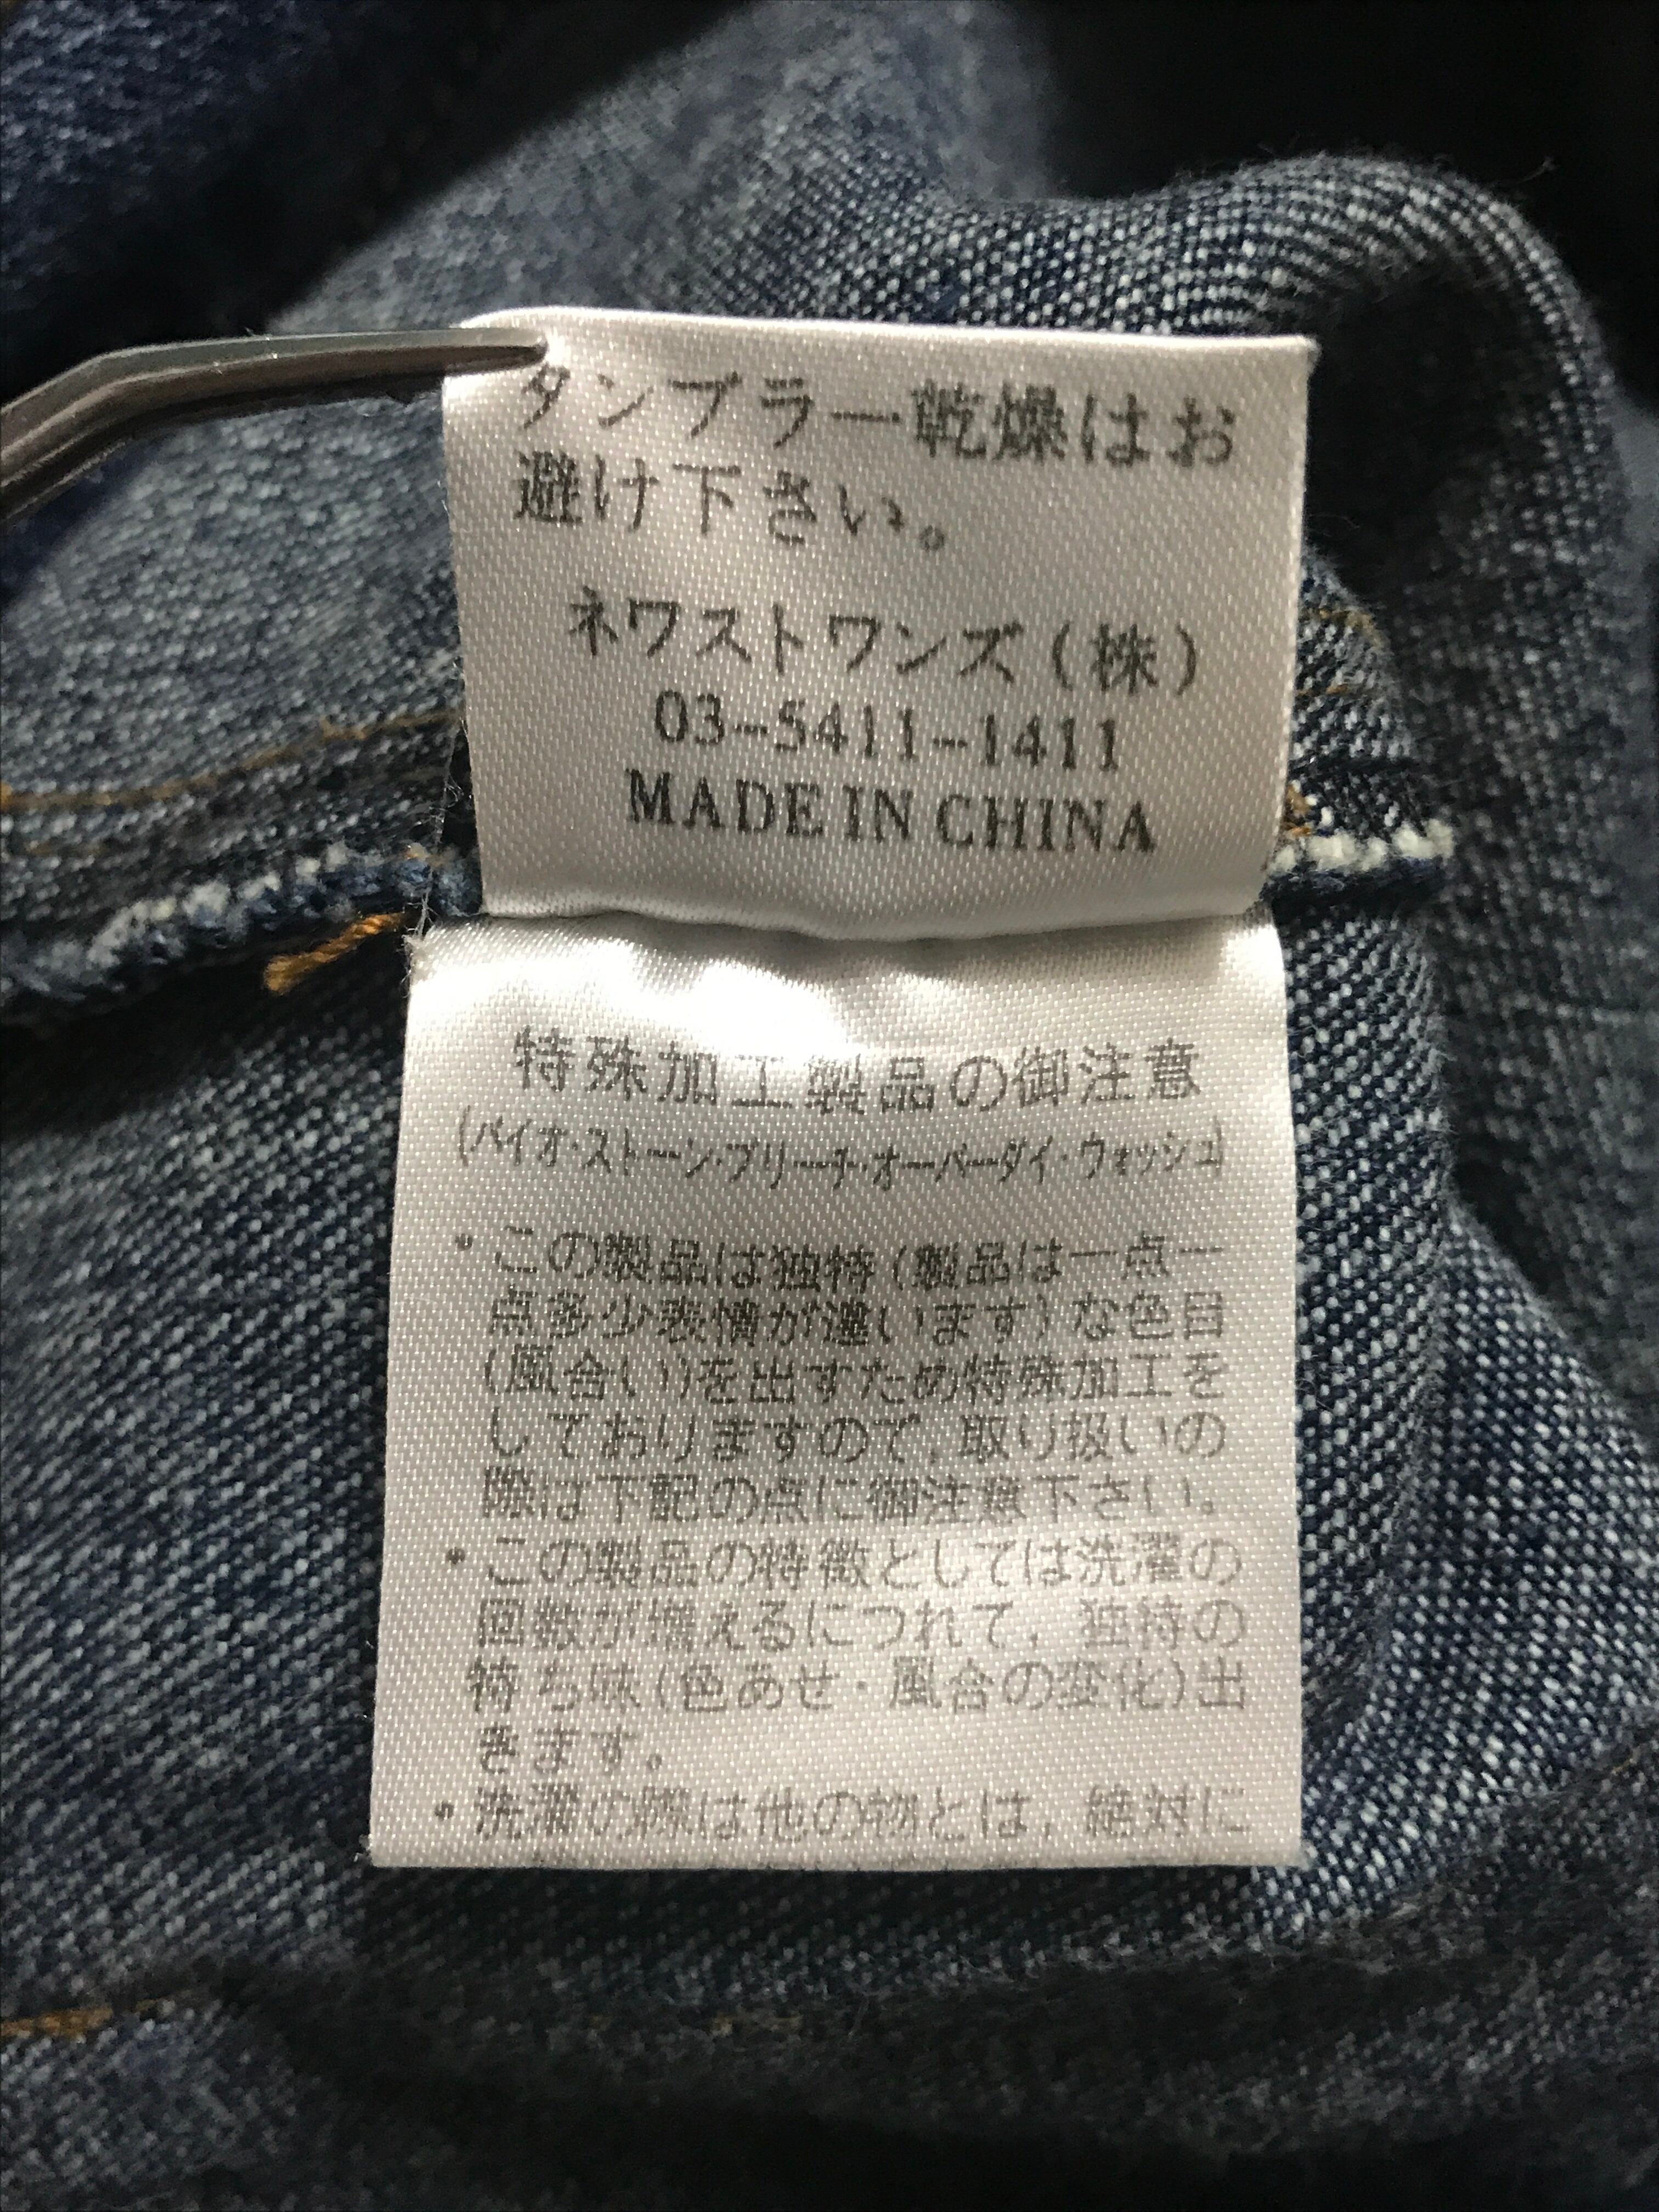 タンブラー乾燥はお
避け下さい。
ネワストワンズ(株)
03-5411-1411
MADE IN CHINA
特殊加工製品の御注意
(バイオ·ストーン·ブリーチ·オーバーダイ·ウォッシュ)
・この製品は独特(製品は一点一
点多少表情が違います)な色目
(風合い)を出すため特殊加工を
しておりますので,取り扱いの
際は下記の点に御注意下さい。
・この製品の特徴としては洗濯の
回数が増えるにつれて,独特の
持ち味(色あせ·風合の変化)出
きます。
・洗濯の際は他の物とは,絶対に